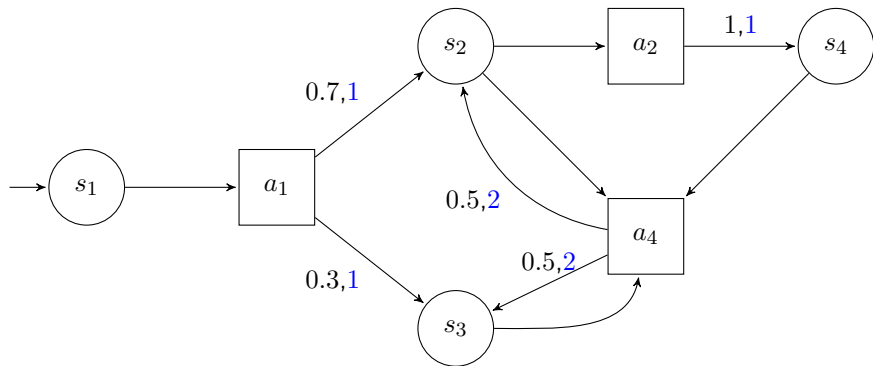 s₂
a₂
1,1
s₄
0.7,1
s₁
a₁
0.5,2
a₄
0.3,1
0.5,2
s₃